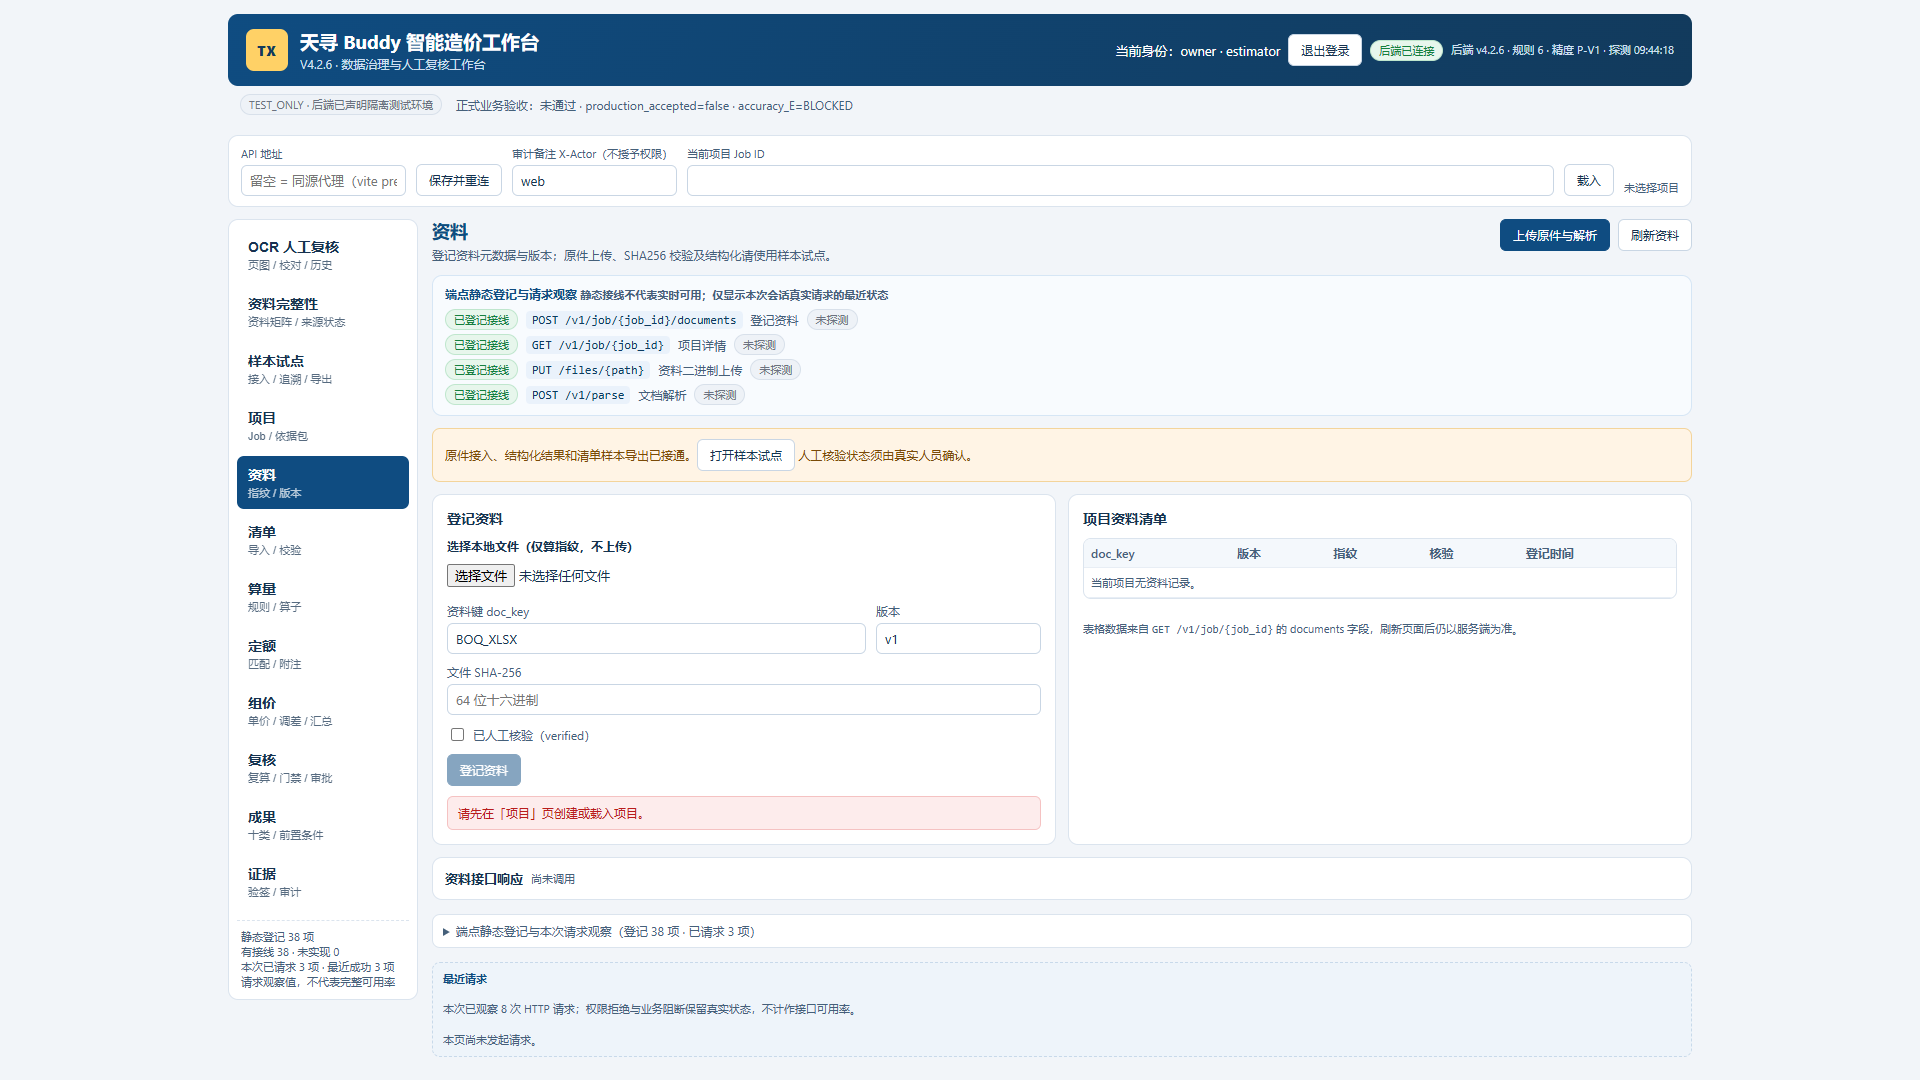 TX
天寻 Buddy 智能造价工作台
V4.2.6 · 数据治理与人工复核工作台
当前身份：owner · estimator
退出登录
后端已连接
后端 v4.2.6 · 规则 6 · 精度 P-V1 · 探测 09:44:18
TEST_ONLY · 后端已声明隔离测试环境
正式业务验收：未通过 · production_accepted=false · accuracy_E=BLOCKED
API 地址
留空 = 同源代理（vite pre
保存并重连
审计备注 X-Actor（不授予权限）
web
当前项目 Job ID
载入
未选择项目
OCR 人工复核
页图 / 校对 / 历史
资料完整性
资料矩阵 / 来源状态
样本试点
接入 / 追溯 / 导出
项目
Job / 依据包
资料
指纹 / 版本
清单
导入 / 校验
算量
规则 / 算子
定额
匹配 / 附注
组价
单价 / 调差 / 汇总
复核
复算 / 门禁 / 审批
成果
十类 / 前置条件
证据
验签 / 审计
静态登记 38 项
有接线 38 · 未实现 0
本次已请求 3 项 · 最近成功 3 项
请求观察值，不代表完整可用率
资料
登记资料元数据与版本；原件上传、SHA256 校验及结构化请使用样本试点。
上传原件与解析
刷新资料
端点静态登记与请求观察 静态接线不代表实时可用；仅显示本次会话真实请求的最近状态
已登记接线 POST /v1/job/{job_id}/documents 登记资料 未探测
已登记接线 GET /v1/job/{job_id} 项目详情 未探测
已登记接线 PUT /files/{path} 资料二进制上传 未探测
已登记接线 POST /v1/parse 文档解析 未探测
原件接入、结构化结果和清单样本导出已接通。 打开样本试点 人工核验状态须由真实人员确认。
登记资料
选择本地文件（仅算指纹，不上传）
选择文件 未选择任何文件
资料键 doc_key
BOQ_XLSX
版本
v1
文件 SHA-256
64 位十六进制
已人工核验（verified）
登记资料
请先在「项目」页创建或载入项目。
项目资料清单
doc_key 版本 指纹 核验 登记时间
当前项目无资料记录。
表格数据来自 GET /v1/job/{job_id} 的 documents 字段，刷新页面后仍以服务端为准。
资料接口响应 尚未调用
▶ 端点静态登记与本次请求观察（登记 38 项 · 已请求 3 项）
最近请求
本次已观察 8 次 HTTP 请求；权限拒绝与业务阻断保留真实状态，不计作接口可用率。
本页尚未发起请求。